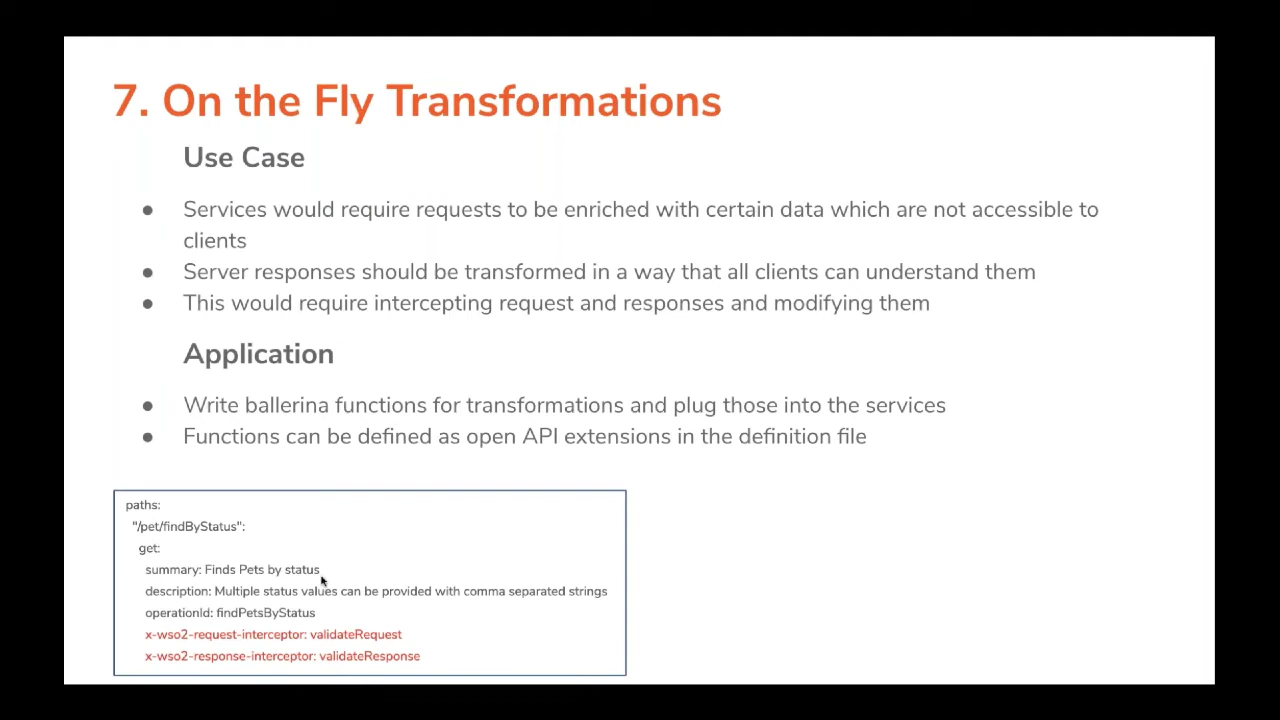 7. On the Fly Transformations
Use Case
● Services would require requests to be enriched with certain data which are not accessible to
clients
● Server responses should be transformed in a way that all clients can understand them
● This would require intercepting request and responses and modifying them
Application
● Write ballerina functions for transformations and plug those into the services
● Functions can be defined as open API extensions in the definition file
paths:
"/pet/findByStatus":
get:
summary: Finds Pets by status
description: Multiple status values can be provided with comma separated strings
operationId: findPetsByStatus
x-wso2-request-interceptor: validateRequest
x-wso2-response-interceptor: validateResponse